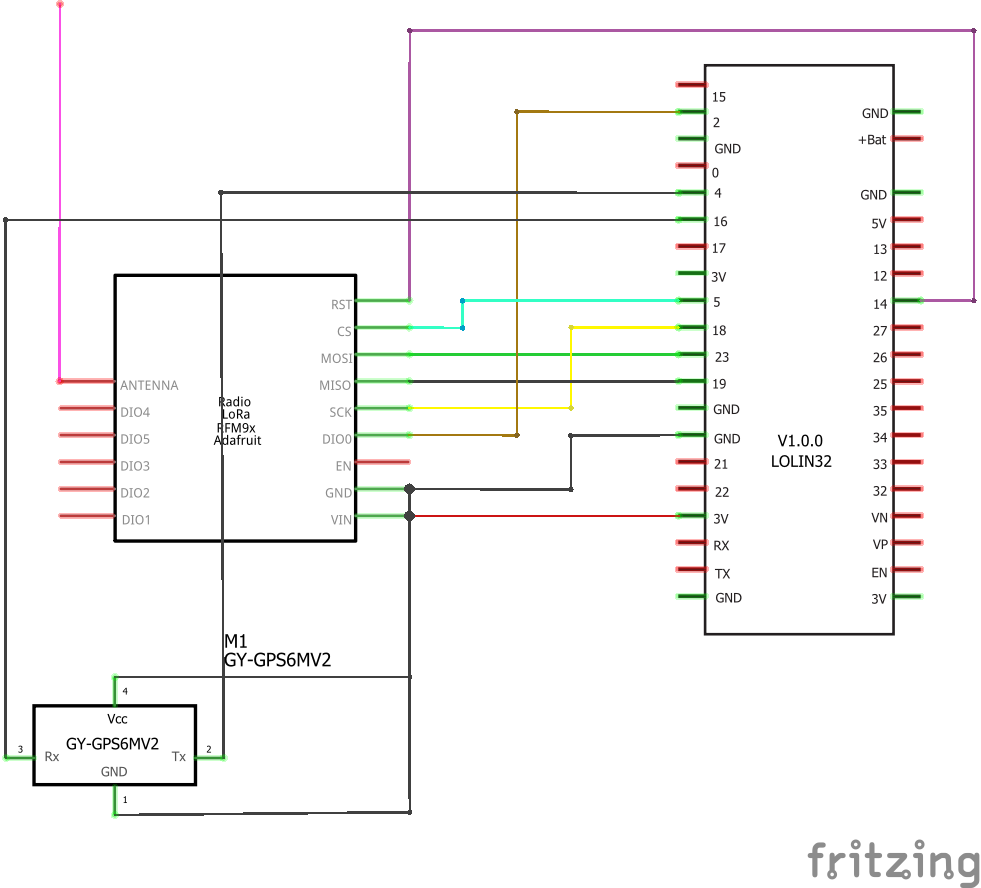 15
2
GND
0
4
16
17
3V
5
18
23
19
GND
GND
21
22
3V
RX
TX
GND
V1.0.0
LOLIN32
GND
+Bat
GND
5V
13
12
14
27
26
25
35
34
33
32
VN
VP
EN
3V
RST
CS
MOSI
MISO
SCK
DIO0
EN
GND
VIN
ANTENNA
DIO4
DIO5
DIO3
DIO2
DIO1
Radio
LoRa
RFM9x
Adafruit
M1
GY-GPS6MV2
4
Vcc
GY-GPS6MV2
3
Rx
Tx
2
GND
1
fritzing